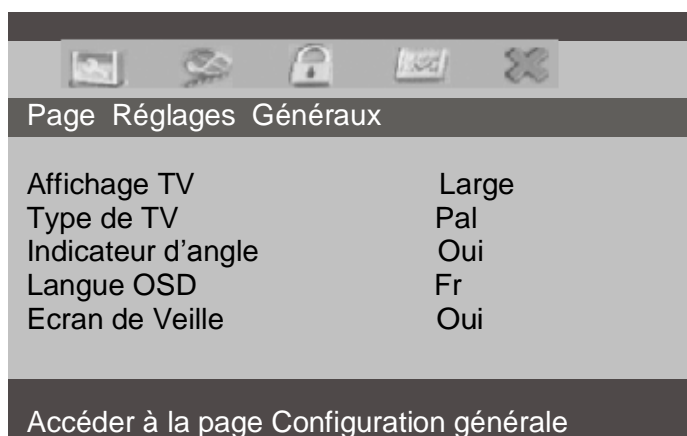 Page Réglages Généraux
Affichage TV Large
Type de TV Pal
Indicateur d’angle Oui
Langue OSD Fr
Ecran de Veille Oui
Accéder à la page Configuration générale